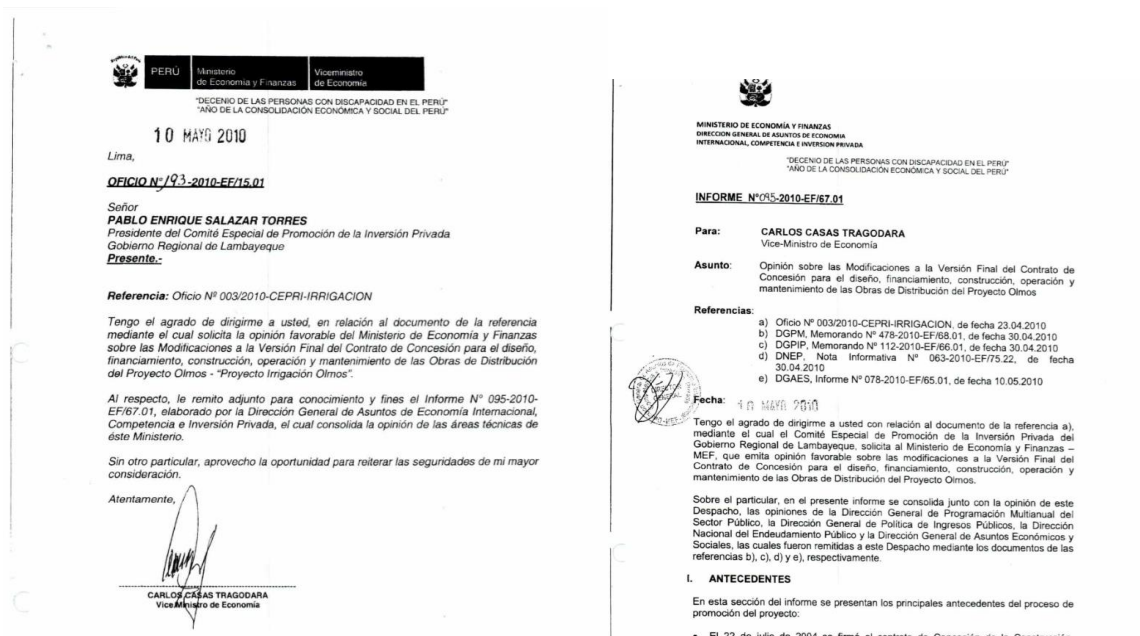 PERÚ
Ministerio
de Economía y Finanzas
Viceministro
de Economía
"DECENIO DE LAS PERSONAS CON DISCAPACIDAD EN EL PERÚ"
"AÑO DE LA CONSOLIDACIÓN ECONÓMICA Y SOCIAL DEL PERÚ"
10 MAYO 2010
Lima,
OFICIO N° 193-2010-EF/15.01
Señor
PABLO ENRIQUE SALAZAR TORRES
Presidente del Comité Especial de Promoción de la Inversión Privada
Gobierno Regional de Lambayeque
Presente.-
Referencia: Oficio Nº 003/2010-CEPRI-IRRIGACION
Tengo el agrado de dirigirme a usted, en relación al documento de la referencia
mediante el cual solicita la opinión favorable del Ministerio de Economía y Finanzas
sobre las Modificaciones a la Versión Final del Contrato de Concesión para el diseño,
financiamiento, construcción, operación y mantenimiento de las Obras de Distribución
del Proyecto Olmos - "Proyecto Irrigación Olmos".
Al respecto, le remito adjunto para conocimiento y fines el Informe N° 095-2010-
EF/67.01, elaborado por la Dirección General de Asuntos de Economía Internacional,
Competencia e Inversión Privada, el cual consolida la opinión de las áreas técnicas de
éste Ministerio.
Sin otro particular, aprovecho la oportunidad para reiterar las seguridades de mi mayor
consideración.
Atentamente,
CARLOS CASAS TRAGODARA
Vice Ministro de Economía
MINISTERIO DE ECONOMÍA Y FINANZAS
DIRECCION GENERAL DE ASUNTOS DE ECONOMIA
INTERNACIONAL, COMPETENCIA E INVERSION PRIVADA
"DECENIO DE LAS PERSONAS CON DISCAPACIDAD EN EL PERÚ"
"AÑO DE LA CONSOLIDACIÓN ECONÓMICA Y SOCIAL DEL PERÚ"
INFORME N°095-2010-EF/67.01
Para: CARLOS CASAS TRAGODARA
Vice-Ministro de Economía
Asunto: Opinión sobre las Modificaciones a la Versión Final del Contrato de
Concesión para el diseño, financiamiento, construcción, operación y
mantenimiento de las Obras de Distribución del Proyecto Olmos
Referencias:
a) Oficio Nº 003/2010-CEPRI-IRRIGACION, de fecha 23.04.2010
b) DGPM, Memorando Nº 478-2010-EF/68.01, de fecha 30.04.2010
c) DGPIP, Memorando Nº 112-2010-EF/66.01, de fecha 30.04.2010
d) DNEP, Nota Informativa Nº 063-2010-EF/75.22, de fecha
30.04.2010
e) DGAES, Informe Nº 078-2010-EF/65.01, de fecha 10.05.2010
Fecha: 10 MAYO 2010
Tengo el agrado de dirigirme a usted con relación al documento de la referencia a),
mediante el cual el Comité Especial de Promoción de la Inversión Privada del
Gobierno Regional de Lambayeque, solicita al Ministerio de Economía y Finanzas –
MEF, que emita opinión favorable sobre las modificaciones a la Versión Final del
Contrato de Concesión para el diseño, financiamiento, construcción, operación y
mantenimiento de las Obras de Distribución del Proyecto Olmos.
Sobre el particular, en el presente informe se consolida junto con la opinión de este
Despacho, las opiniones de la Dirección General de Programación Multianual del
Sector Público, la Dirección General de Política de Ingresos Públicos, la Dirección
Nacional del Endeudamiento Público y la Dirección General de Asuntos Económicos y
Sociales, las cuales fueron remitidas a este Despacho mediante los documentos de las
referencias b), c), d) y e), respectivamente.
I. ANTECEDENTES
En esta sección del informe se presentan los principales antecedentes del proceso de
promoción del proyecto: